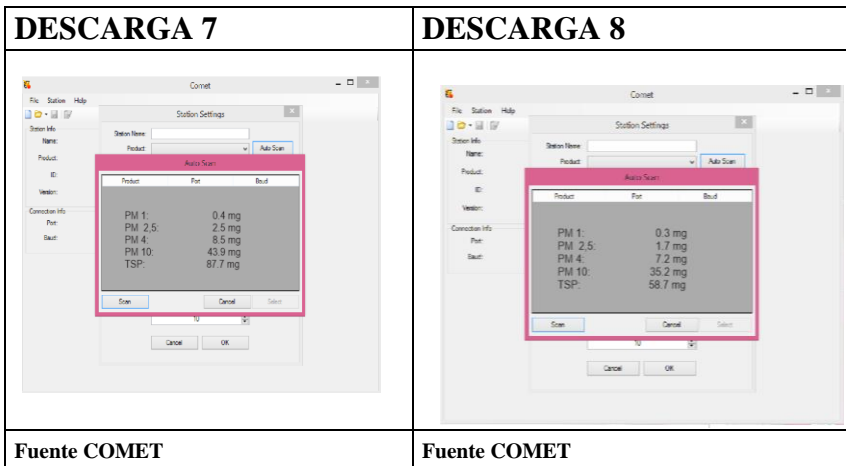 DESCARGA 7
Comet
File Station Help
Station Settings
Station Info
Name:
Product:
ID:
Version:
Connection Info
Port:
Baud:
Station Name:
Product: Auto Scan
Auto Scan
Product Port Baud
PM 1: 0.4 mg
PM 2,5: 2.5 mg
PM 4: 8.5 mg
PM 10: 43.9 mg
TSP: 87.7 mg
Scan Cancel Select
10
Cancel OK
Fuente COMET
DESCARGA 8
Comet
File Station Help
Station Settings
Station Info
Name:
Product:
ID:
Version:
Connection Info
Port:
Baud:
Station Name:
Product: Auto Scan
Auto Scan
Product Port Baud
PM 1: 0.3 mg
PM 2,5: 1.7 mg
PM 4: 7.2 mg
PM 10: 35.2 mg
TSP: 58.7 mg
Scan Cancel Select
10
Cancel OK
Fuente COMET